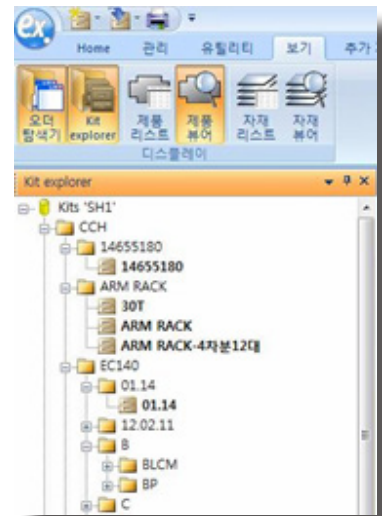 ex
Home 관리 유틸리티 보기 추가
오더 탐색기 Kit explorer 제품 리스트 제품 뷰어 자재 리스트 자재 뷰어
디스플레이
Kit explorer
Kits 'SH1'
CCH
14655180
14655180
ARM RACK
30T
ARM RACK
ARM RACK-4차분12대
EC140
01.14
01.14
12.02.11
B
BLCM
BP
C